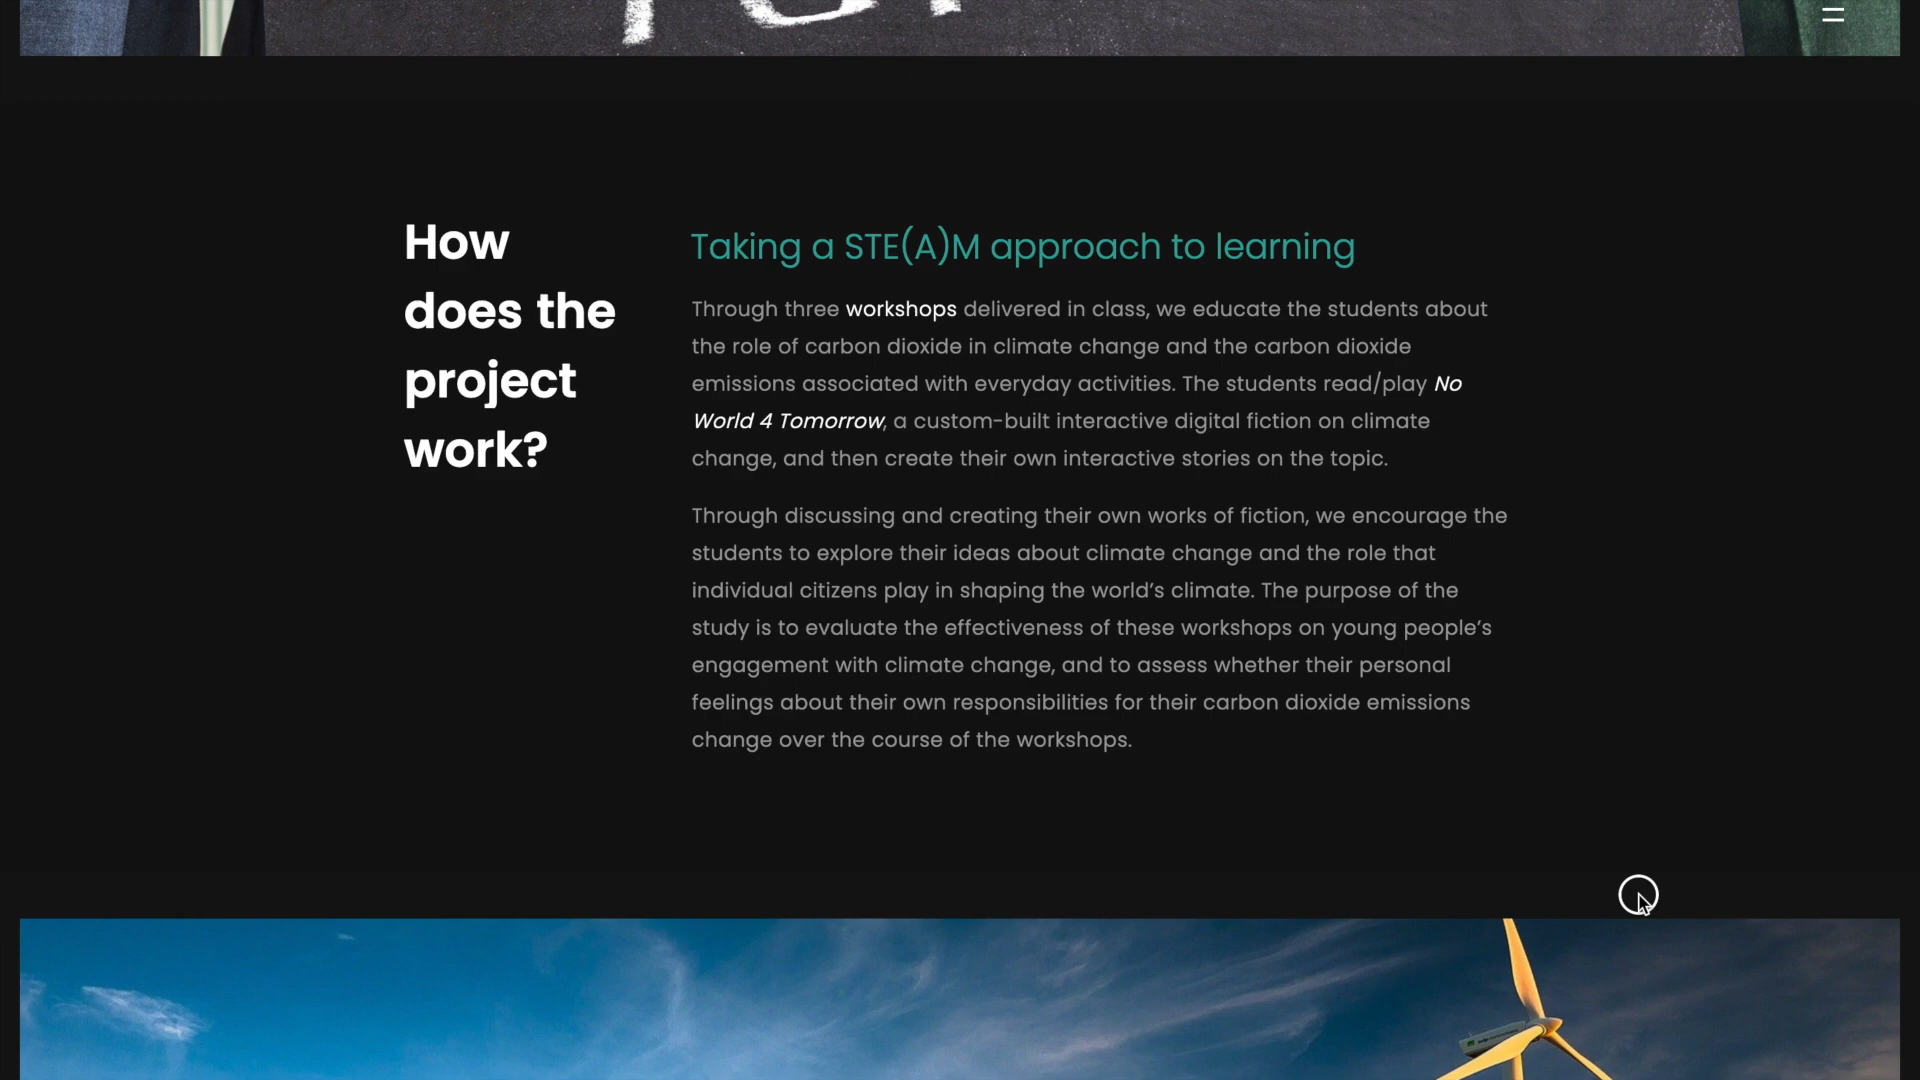 How
does the
project
work?
Taking a STE(A)M approach to learning
Through three workshops delivered in class, we educate the students about
the role of carbon dioxide in climate change and the carbon dioxide
emissions associated with everyday activities. The students read/play No
World 4 Tomorrow, a custom-built interactive digital fiction on climate
change, and then create their own interactive stories on the topic.
Through discussing and creating their own works of fiction, we encourage the
students to explore their ideas about climate change and the role that
individual citizens play in shaping the world’s climate. The purpose of the
study is to evaluate the effectiveness of these workshops on young people’s
engagement with climate change, and to assess whether their personal
feelings about their own responsibilities for their carbon dioxide emissions
change over the course of the workshops.